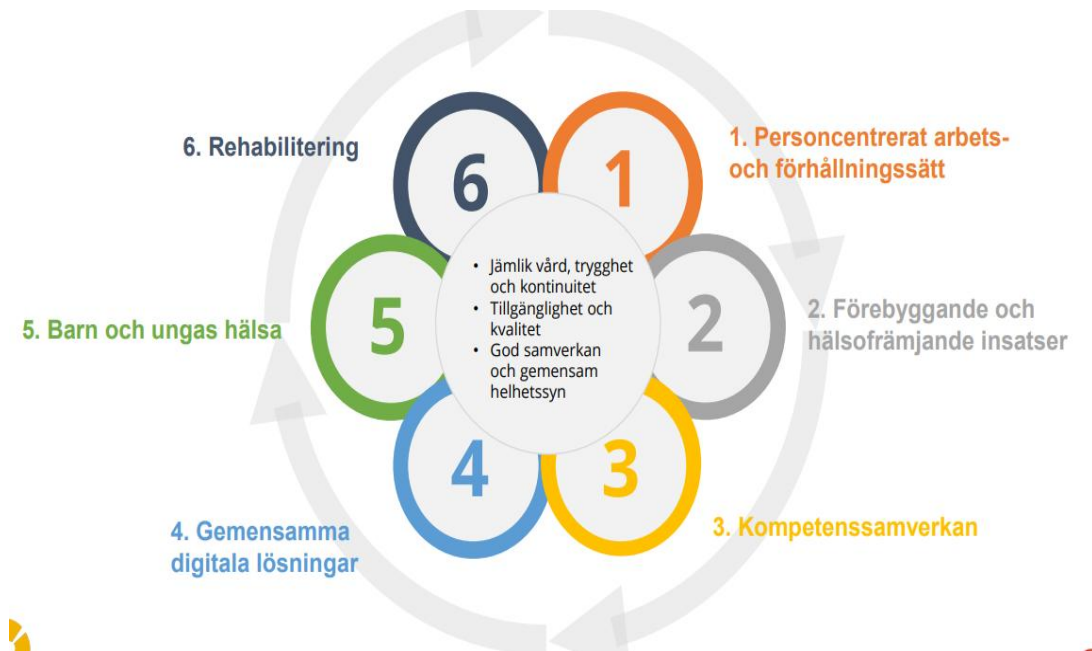 6. Rehabilitering
6
1
1. Personcentrerat arbets-
och förhållningssätt
• Jämlik vård, trygghet
och kontinuitet
• Tillgänglighet och
kvalitet
• God samverkan
och gemensam
helhetssyn
5. Barn och ungas hälsa
5
2
2. Förebyggande och
hälsofrämjande insatser
4
3
4. Gemensamma
digitala lösningar
3. Kompetenssamverkan